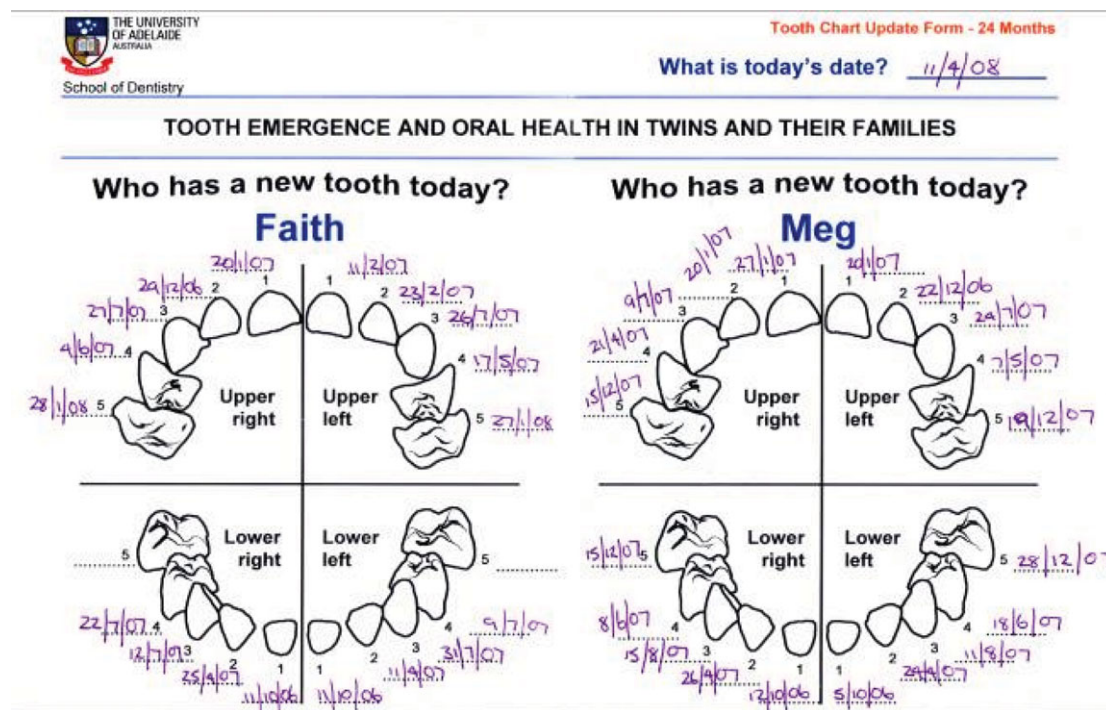 THE UNIVERSITY
OF ADELAIDE
AUSTRALIA
School of Dentistry
Tooth Chart Update Form - 24 Months
What is today's date? 11/4/08
TOOTH EMERGENCE AND ORAL HEALTH IN TWINS AND THEIR FAMILIES
Who has a new tooth today?
Faith
20/1/07 1
29/12/06 2
27/7/07 3
4/6/07 4
28/1/08 5
Upper
right
11/2/07 1
2 23/2/07
3 26/7/07
4 17/5/07
5 27/1/08
Upper
left
5
22/7/07 4
12/7/07 3
25/4/07 2
11/10/06 1
Lower
right
5
4 9/7/07
3 31/7/07
2 11/4/07
1 11/10/06
Lower
left
Who has a new tooth today?
Meg
27/1/07 1
20/1/07 2
9/7/07 3
21/4/07 4
15/12/07 5
Upper
right
20/1/07 1
2 22/12/06
3 24/7/07
4 7/5/07
5 19/12/07
Upper
left
15/12/07 5
8/6/07 4
15/8/07 3
26/4/07 2
12/10/06 1
Lower
right
5 28/12/07
4 18/6/07
3 11/8/07
2 24/4/07
1 5/10/06
Lower
left